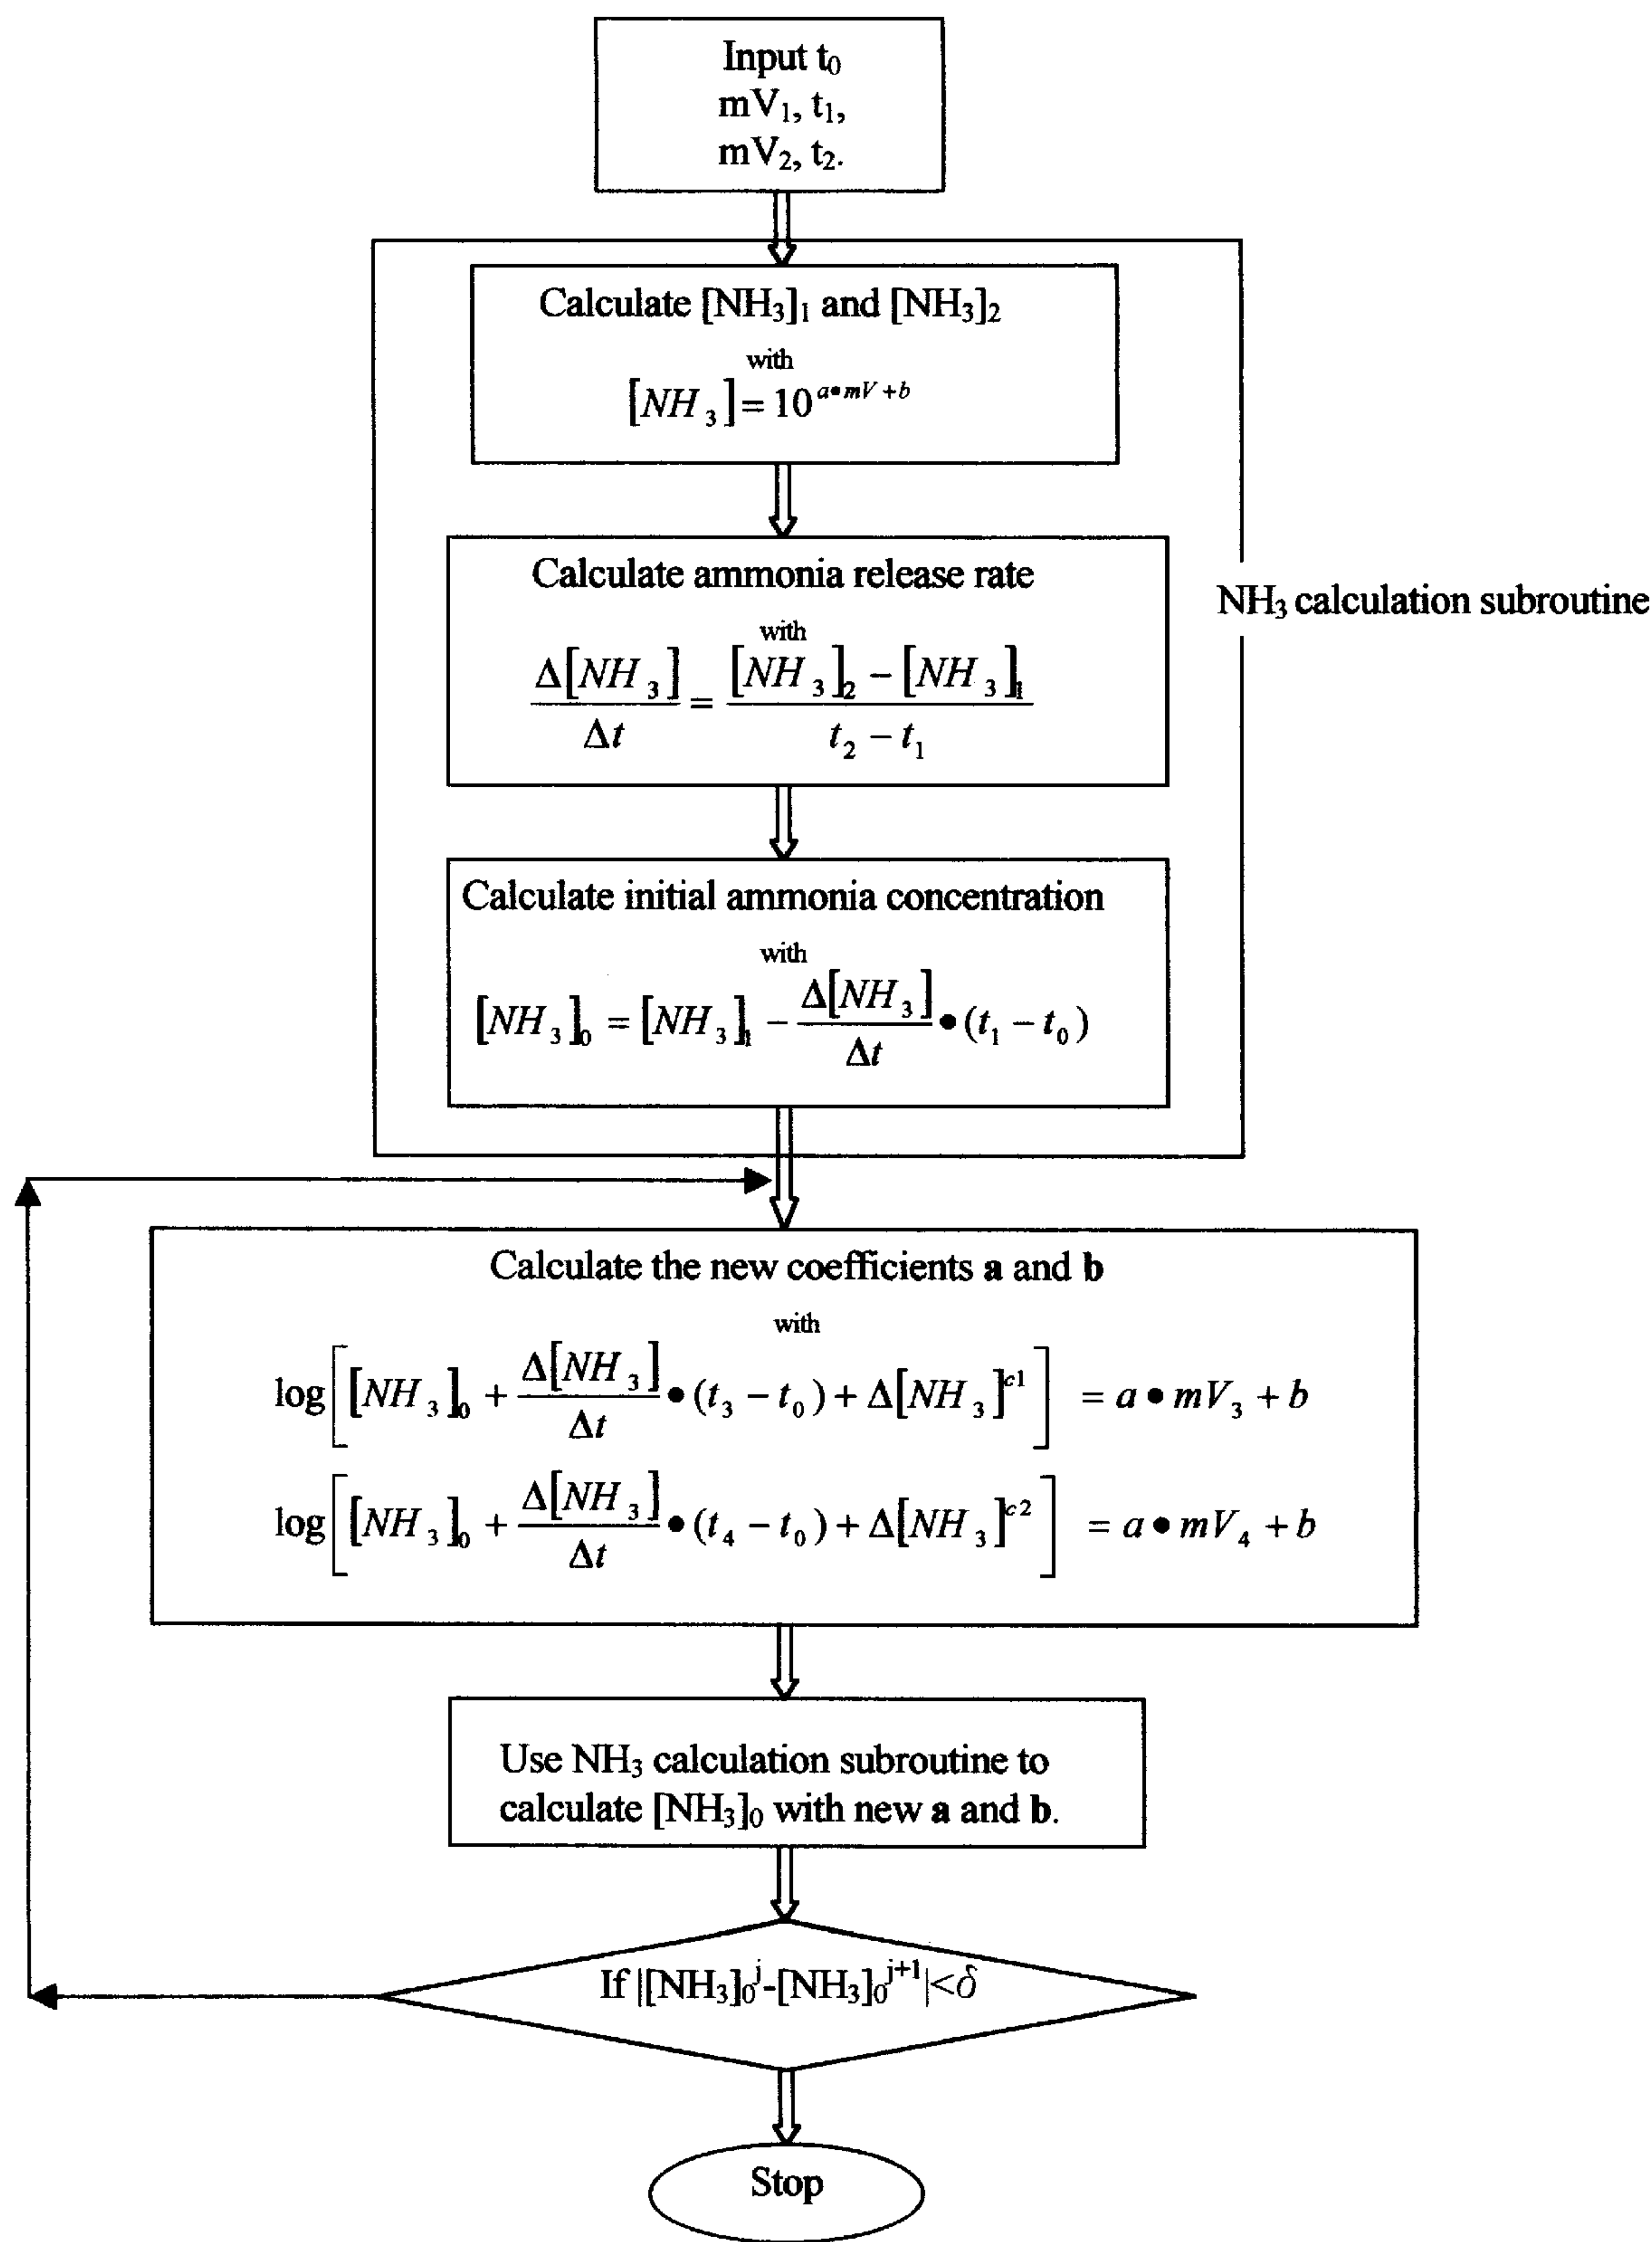 Input t₀
mV₁, t₁,
mV₂, t₂.
Calculate [NH₃]₁ and [NH₃]₂
with
[NH₃] = 10^(a•mV+b)
Calculate ammonia release rate
with
Δ[NH₃]/Δt = ([NH₃]₂ − [NH₃]₁)/(t₂ − t₁)
NH₃ calculation subroutine
Calculate initial ammonia concentration
with
[NH₃]₀ = [NH₃]₁ − Δ[NH₃]/Δt • (t₁ − t₀)
Calculate the new coefficients a and b
with
log[[NH₃]₀ + Δ[NH₃]/Δt • (t₃ − t₀) + Δ[NH₃]^c1] = a • mV₃ + b
log[[NH₃]₀ + Δ[NH₃]/Δt • (t₄ − t₀) + Δ[NH₃]^c2] = a • mV₄ + b
Use NH₃ calculation subroutine to
calculate [NH₃]₀ with new a and b.
If |[NH₃]₀^j-[NH₃]₀^(j+1)|<δ
Stop